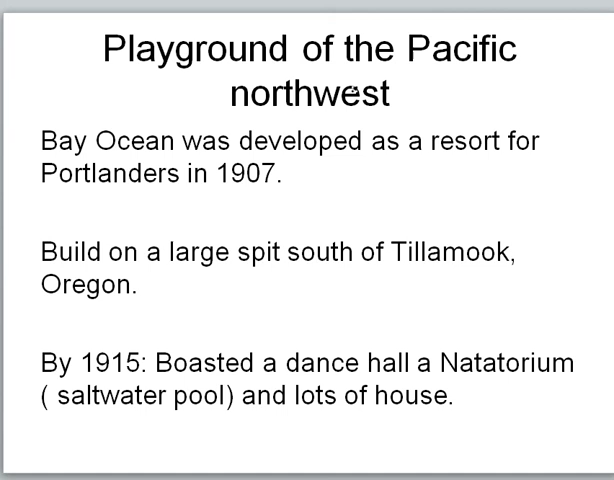 Playground of the Pacific
northwest
Bay Ocean was developed as a resort for
Portlanders in 1907.
Build on a large spit south of Tillamook,
Oregon.
By 1915: Boasted a dance hall a Natatorium
( saltwater pool) and lots of house.